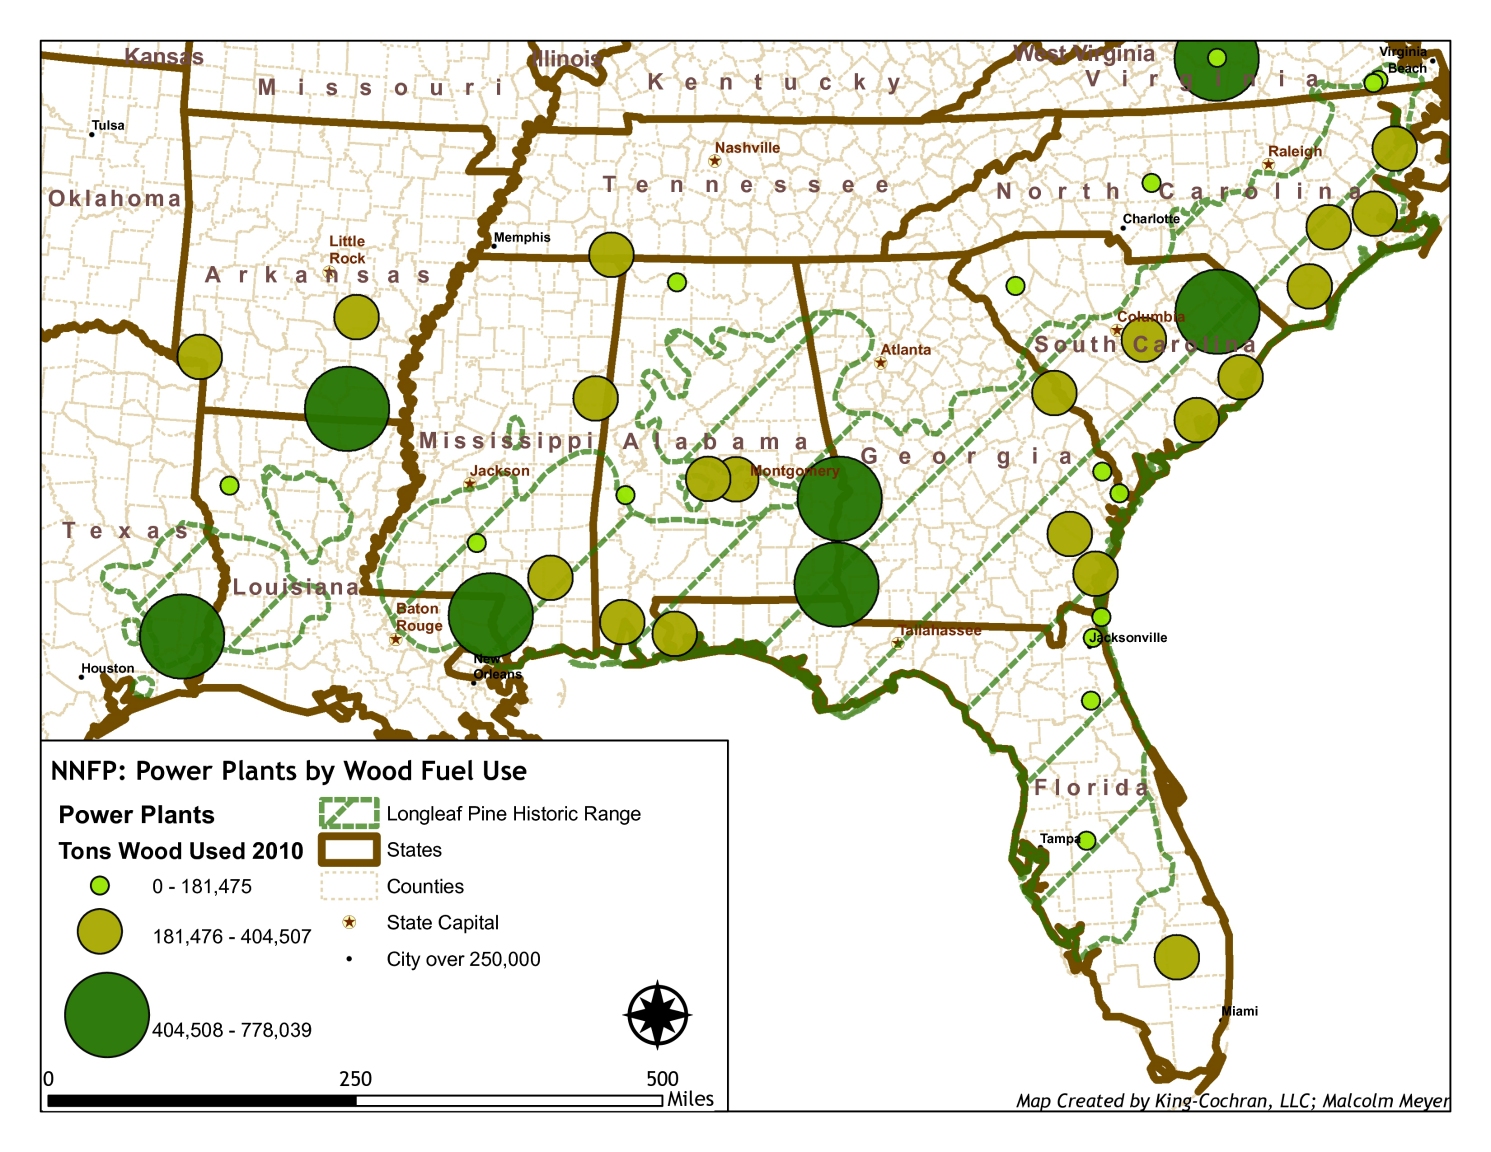 Kansas
Illinois
West Virginia
Virginia
Beach
Missouri
Kentucky
Virginia
Tulsa
Nashville
Raleigh
Oklahoma
Tennessee
North Carolina
Charlotte
Memphis
Little
Rock
Arkansas
Columbia
South Carolina
Atlanta
Mississippi
Alabama
Georgia
Jackson
Montgomery
Texas
Louisiana
Baton
Rouge
Tallahassee
Jacksonville
Houston
New
Orleans
Florida
Tampa
Miami
NNFP: Power Plants by Wood Fuel Use
Power Plants
Tons Wood Used 2010
0 - 181,475
181,476 - 404,507
404,508 - 778,039
Longleaf Pine Historic Range
States
Counties
State Capital
City over 250,000
0 250 500
Miles
Map Created by King-Cochran, LLC; Malcolm Meyer